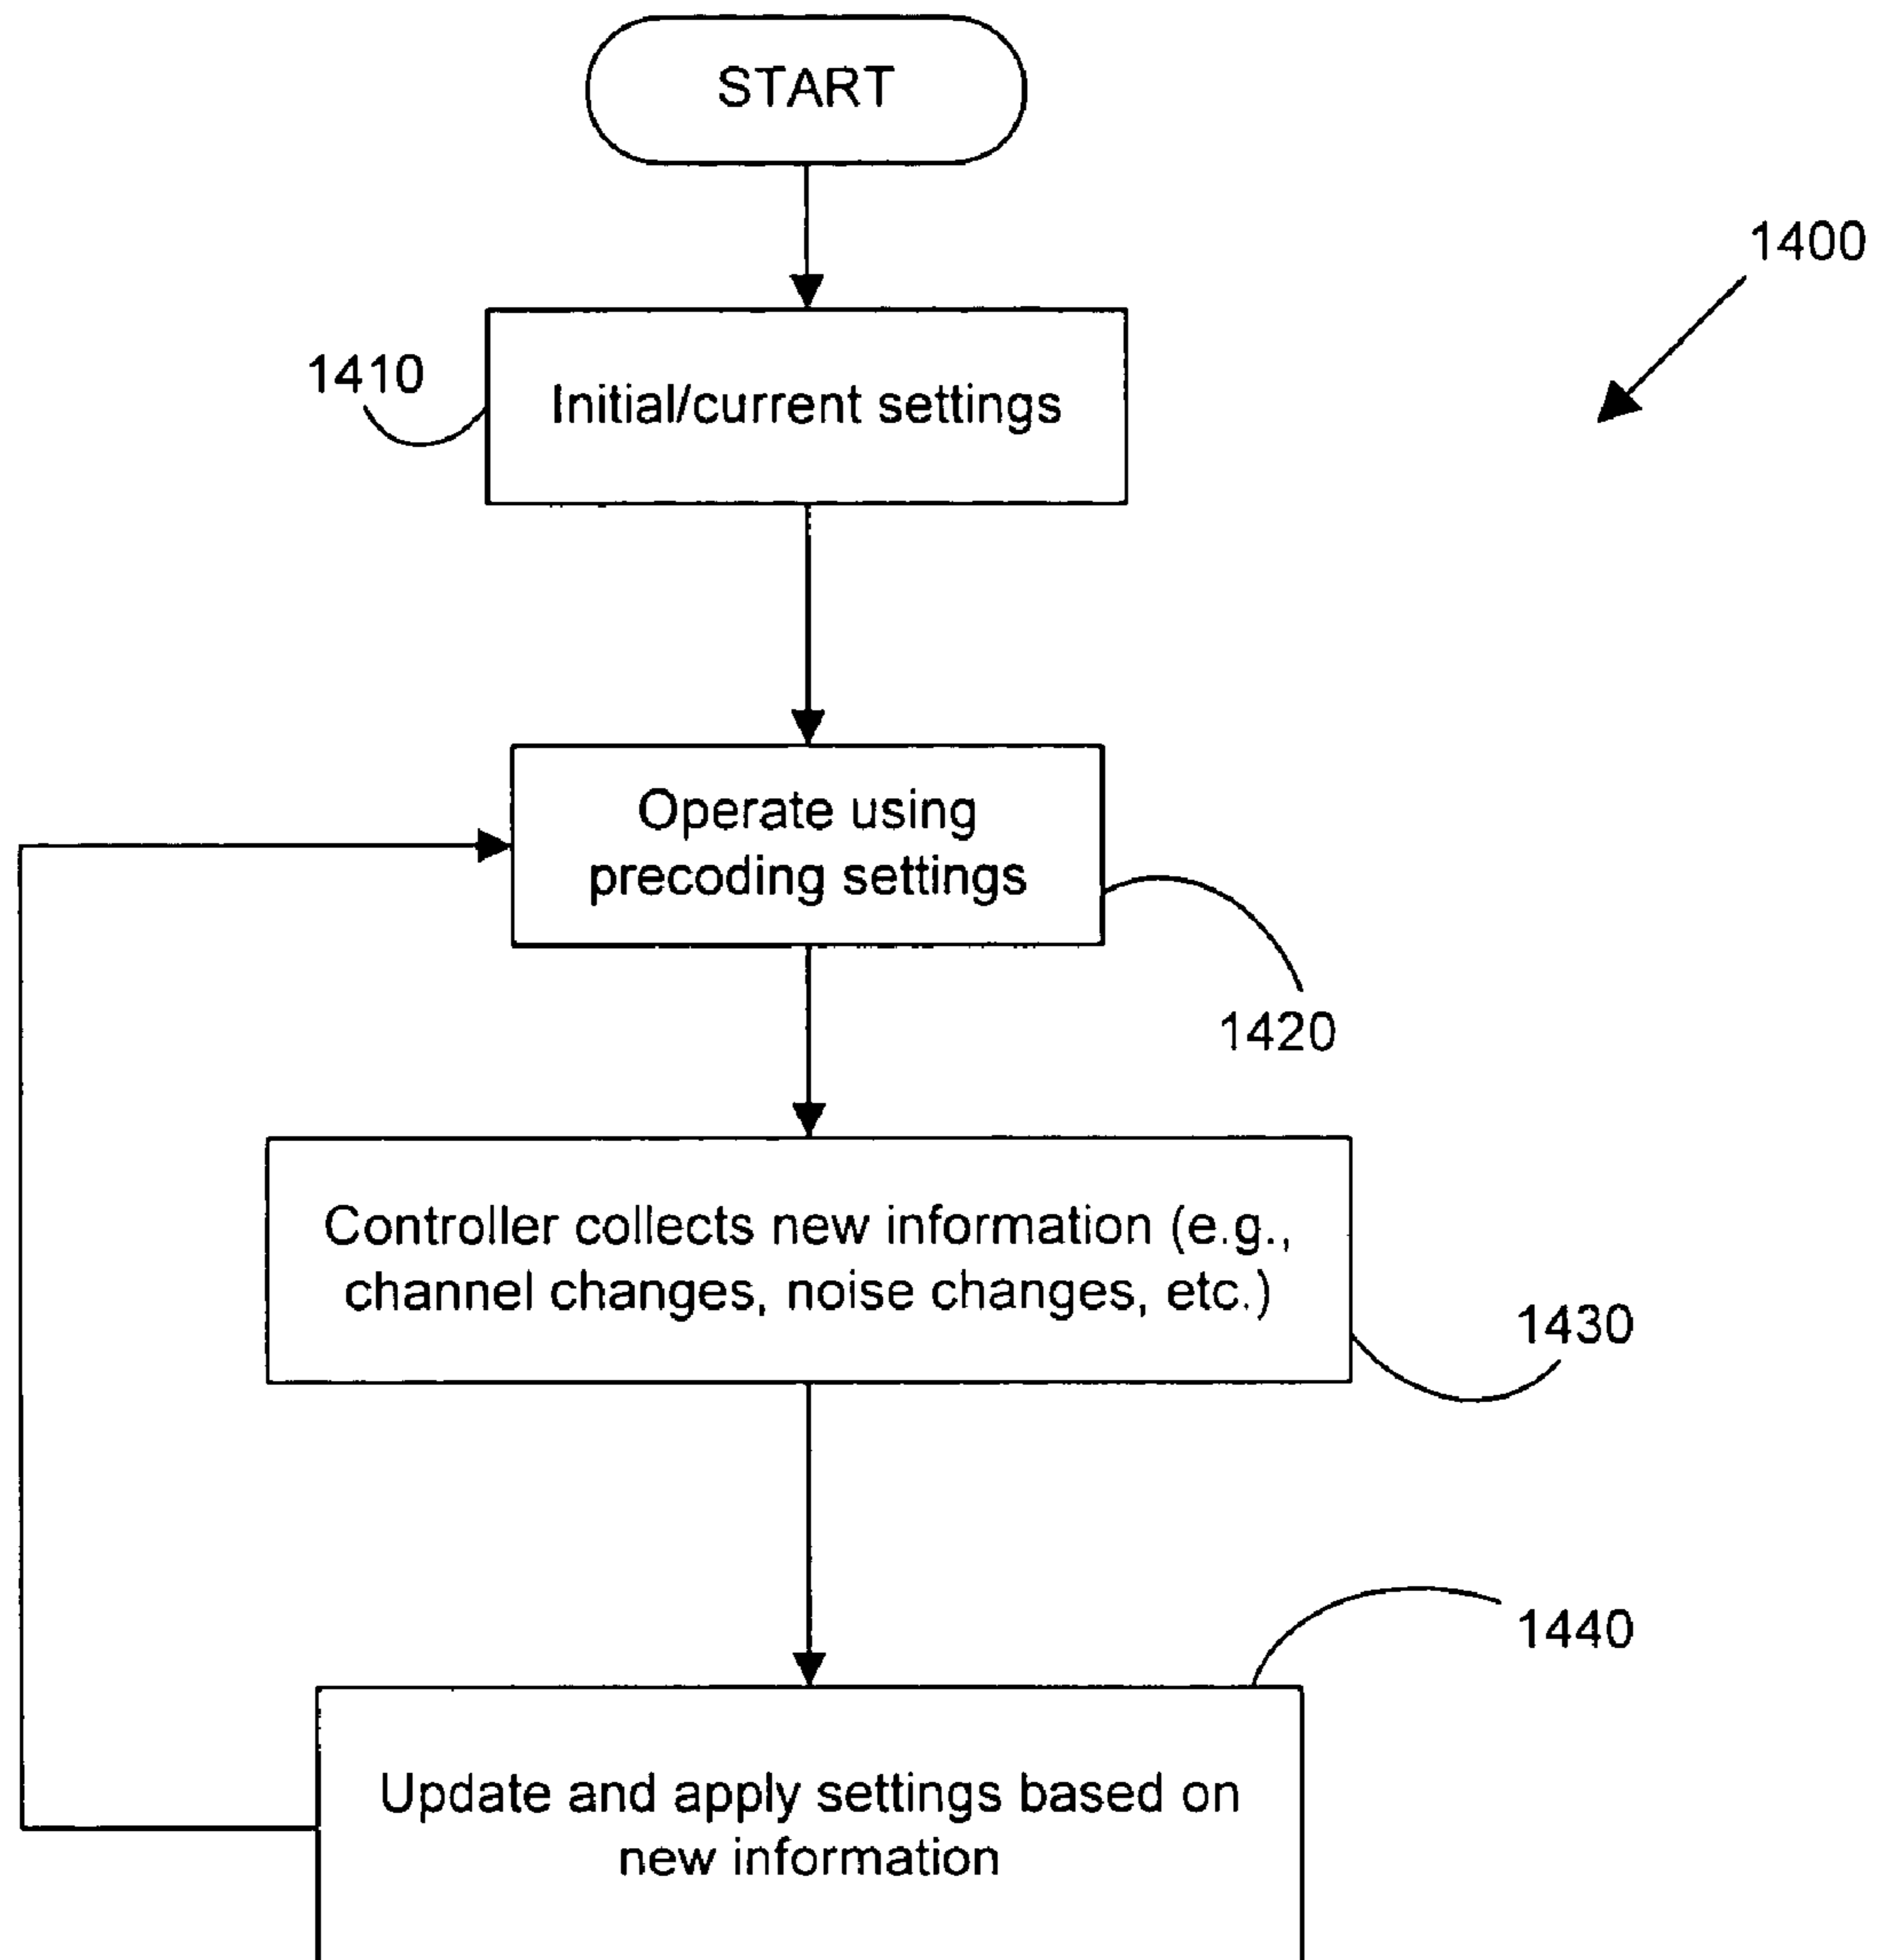 START
1400
1410
Initial/current settings
Operate using
precoding settings
1420
Controller collects new information (e.g.,
channel changes, noise changes, etc.)
1430
1440
Update and apply settings based on
new information